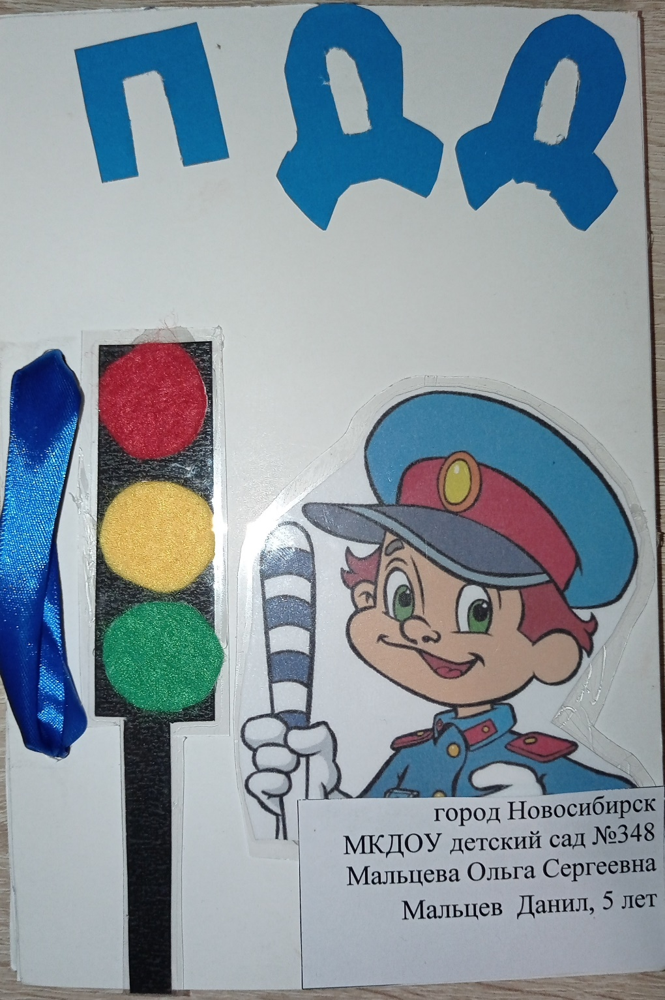 ПДД
город Новосибирск
МКДОУ детский сад №348
Мальцева Ольга Сергеевна
Мальцев Данил, 5 лет